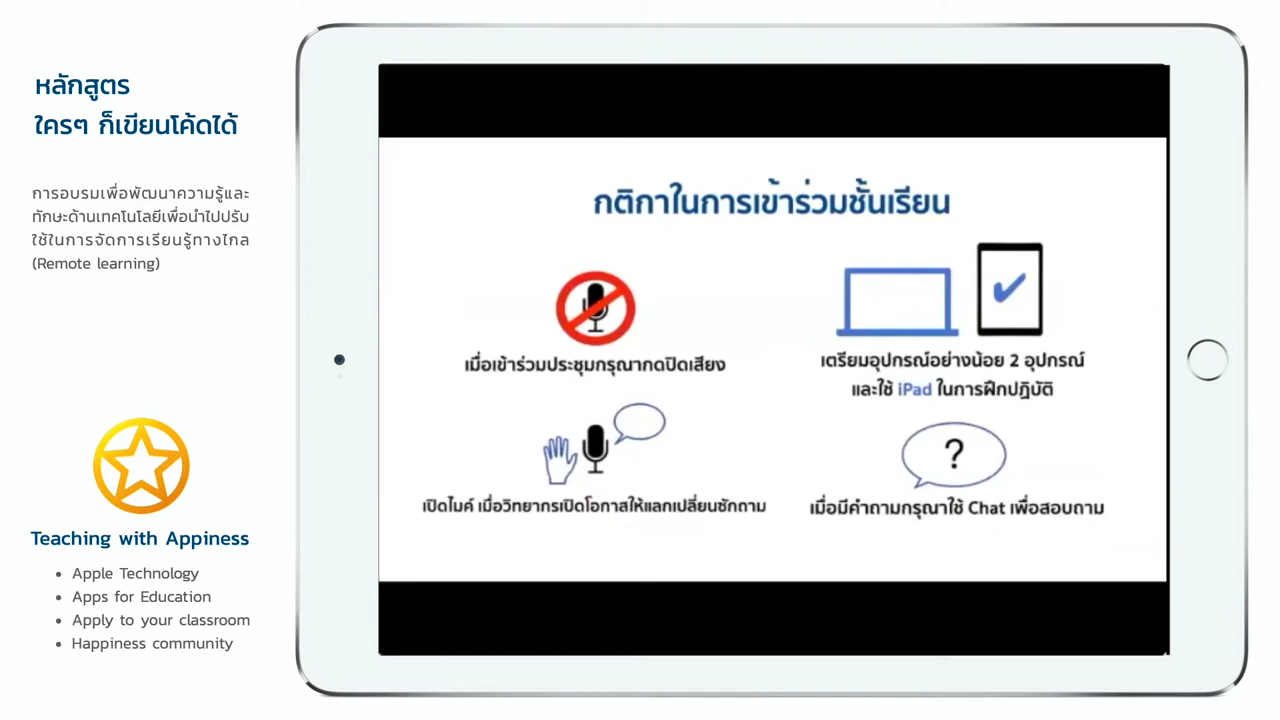 หลักสูตร
ใครๆ ก็เขียนโค้ดได้
การอบรมเพื่อพัฒนาความรู้และ
ทักษะด้านเทคโนโลยีเพื่อนำไปปรับ
ใช้ในการจัดการเรียนรู้ทางไกล
(Remote learning)
Teaching with Appiness
• Apple Technology
• Apps for Education
• Apply to your classroom
• Happiness community
กติกาในการเข้าร่วมชั้นเรียน
เมื่อเข้าร่วมประชุมกรุณากดปิดเสียง
เตรียมอุปกรณ์อย่างน้อย 2 อุปกรณ์
และใช้ iPad ในการฝึกปฏิบัติ
เปิดไมค์ เมื่อวิทยากรเปิดโอกาสให้แลกเปลี่ยนซักถาม
?
เมื่อมีคำถามกรุณาใช้ Chat เพื่อสอบถาม